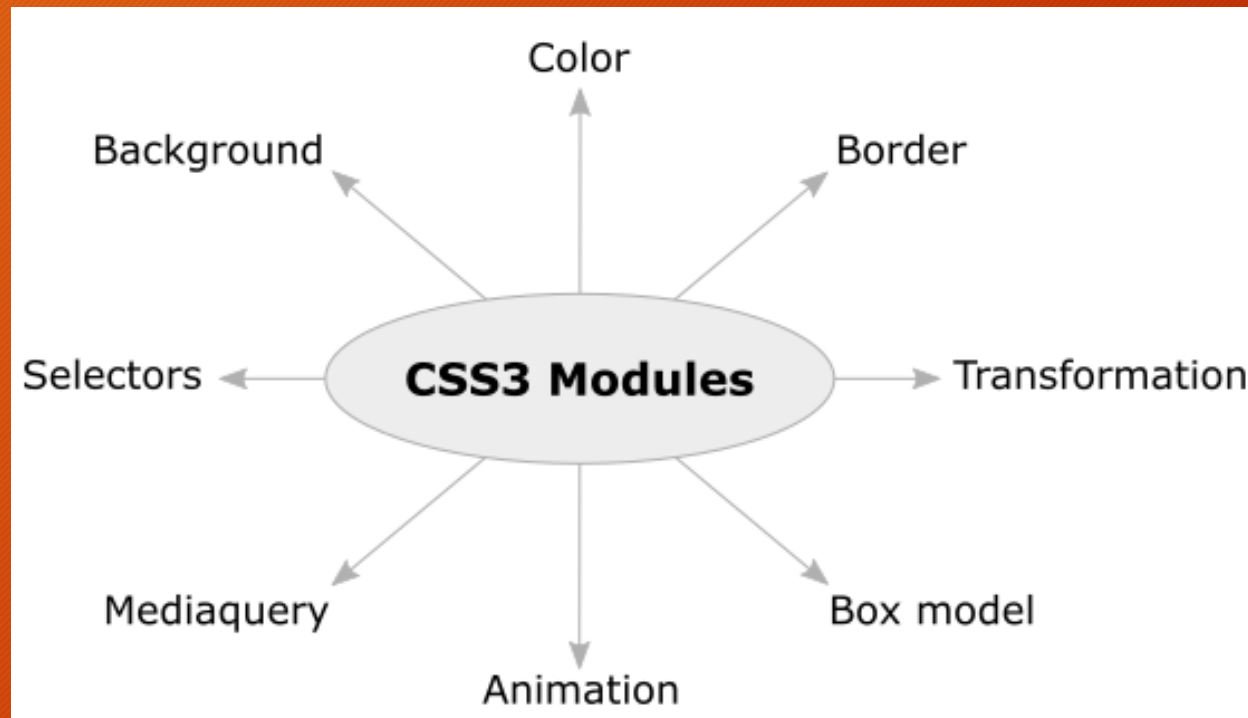 Color
Background
Border
Selectors
CSS3 Modules
Transformation
Mediaquery
Box model
Animation